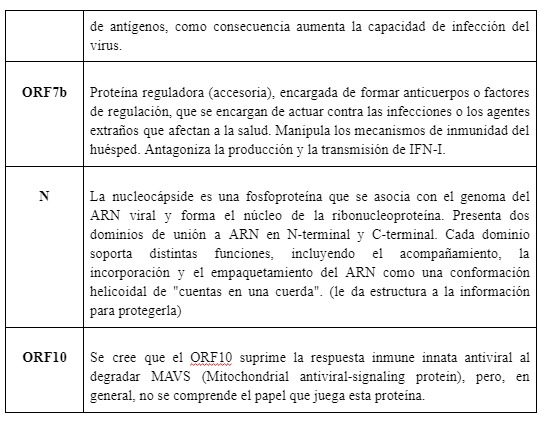 de antígenos, como consecuencia aumenta la capacidad de infección del
virus.
ORF7b
Proteína reguladora (accesoria), encargada de formar anticuerpos o factores
de regulación, que se encargan de actuar contra las infecciones o los agentes
extraños que afectan a la salud. Manipula los mecanismos de inmunidad del
huésped. Antagoniza la producción y la transmisión de IFN-I.
N
La nucleocápside es una fosfoproteína que se asocia con el genoma del
ARN viral y forma el núcleo de la ribonucleoproteína. Presenta dos
dominios de unión a ARN en N-terminal y C-terminal. Cada dominio
soporta distintas funciones, incluyendo el acompañamiento, la
incorporación y el empaquetamiento del ARN como una conformación
helicoidal de "cuentas en una cuerda". (le da estructura a la información
para protegerla)
ORF10
Se cree que el ORF10 suprime la respuesta inmune innata antiviral al
degradar MAVS (Mitochondrial antiviral-signaling protein), pero, en
general, no se comprende el papel que juega esta proteína.